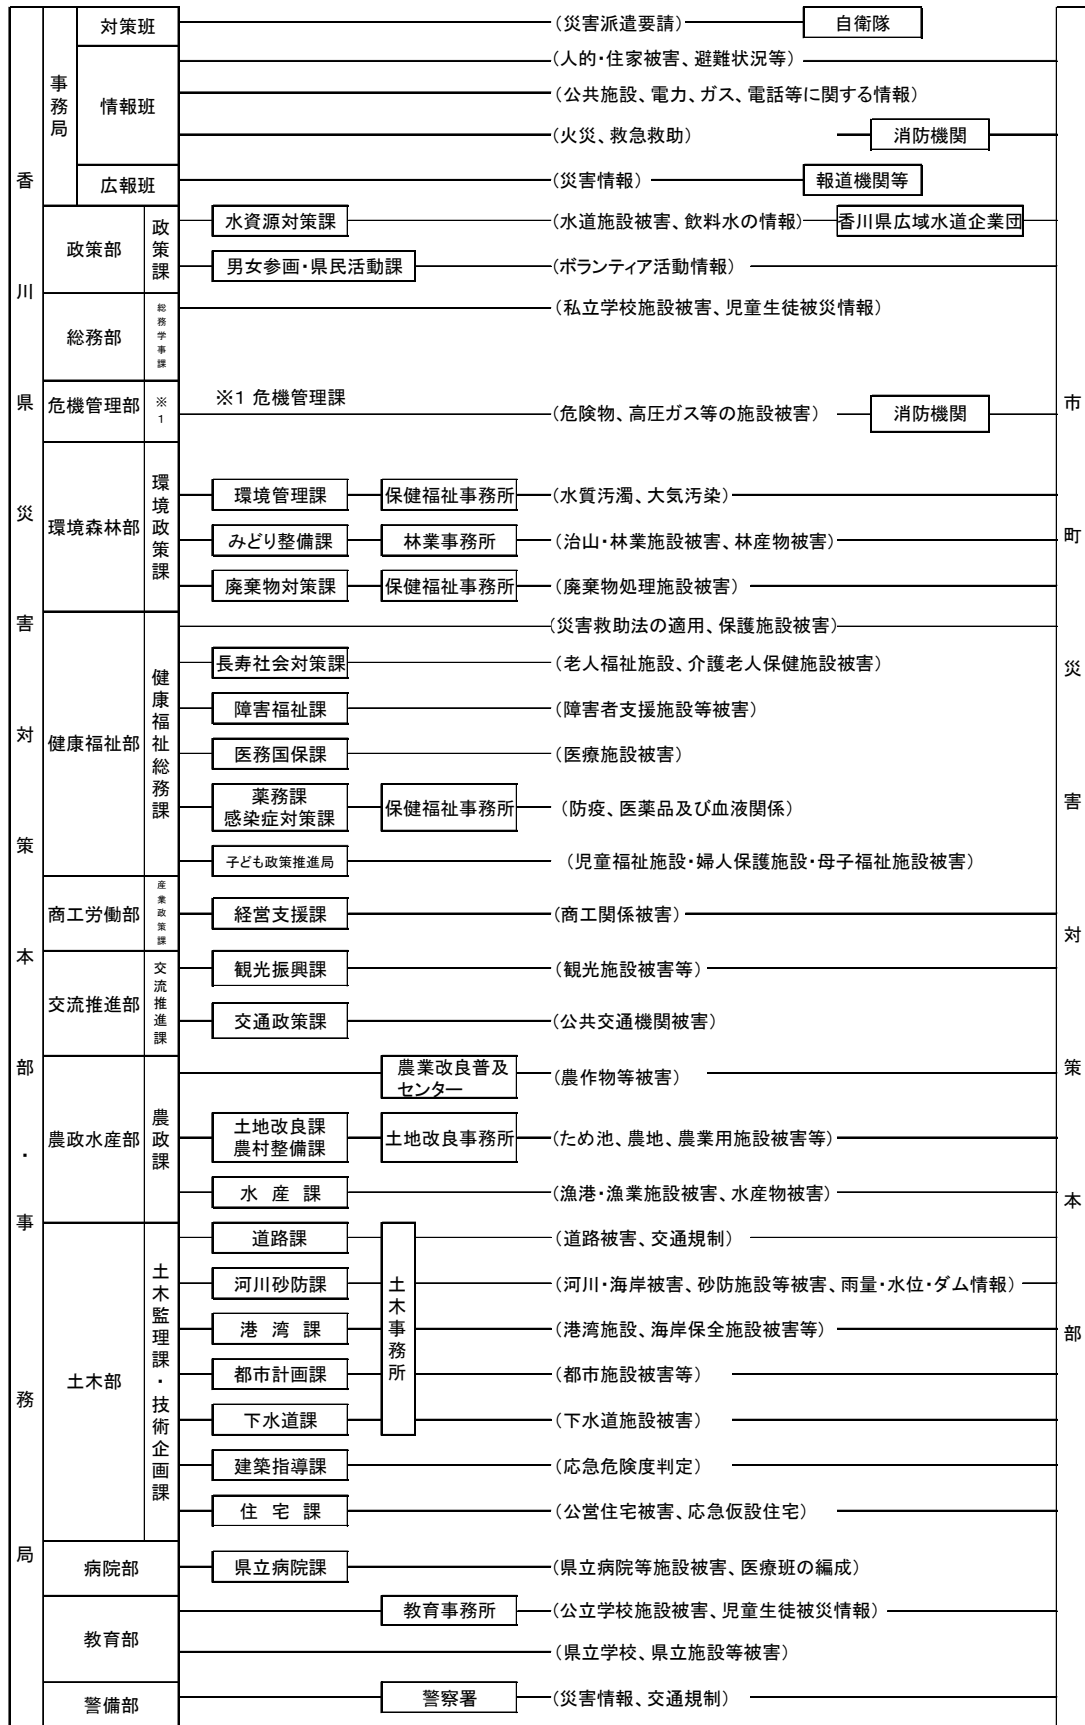 香川県災害対策本部・事務局
事務局
対策班
(災害派遣要請)
自衛隊
情報班
(人的・住家被害、避難状況等)
(公共施設、電力、ガス、電話等に関する情報)
(火災、救急救助)
消防機関
広報班
(災害情報)
報道機関等
政策部
政策課
水資源対策課
(水道施設被害、飲料水の情報)
香川県広域水道企業団
男女参画・県民活動課
(ボランティア活動情報)
総務部
総務学事課
(私立学校施設被害、児童生徒被災情報)
危機管理部
※1
※1 危機管理課
(危険物、高圧ガス等の施設被害)
消防機関
環境森林部
環境政策課
環境管理課
保健福祉事務所
(水質汚濁、大気汚染)
みどり整備課
林業事務所
(治山・林業施設被害、林産物被害)
廃棄物対策課
保健福祉事務所
(廃棄物処理施設被害)
健康福祉部
健康福祉総務課
(災害救助法の適用、保護施設被害)
長寿社会対策課
(老人福祉施設、介護老人保健施設被害)
障害福祉課
(障害者支援施設等被害)
医務国保課
(医療施設被害)
薬務課
感染症対策課
保健福祉事務所
(防疫、医薬品及び血液関係)
子ども政策推進局
(児童福祉施設・婦人保護施設・母子福祉施設被害)
商工労働部
産業政策課
経営支援課
(商工関係被害)
交流推進部
交流推進課
観光振興課
(観光施設被害等)
交通政策課
(公共交通機関被害)
農政水産部
農政課
農業改良普及
センター
(農作物等被害)
土地改良課
農村整備課
土地改良事務所
(ため池、農地、農業用施設被害等)
水 産 課
(漁港・漁業施設被害、水産物被害)
土木部
土木監理課・技術企画課
土木事務所
道路課
(道路被害、交通規制)
河川砂防課
(河川・海岸被害、砂防施設等被害、雨量・水位・ダム情報)
港 湾 課
(港湾施設、海岸保全施設被害等)
都市計画課
(都市施設被害等)
下水道課
(下水道施設被害)
建築指導課
(応急危険度判定)
住 宅 課
(公営住宅被害、応急仮設住宅)
病院部
県立病院課
(県立病院等施設被害、医療班の編成)
教育部
教育事務所
(公立学校施設被害、児童生徒被災情報)
(県立学校、県立施設等被害)
警備部
警察署
(災害情報、交通規制)
市町災害対策本部